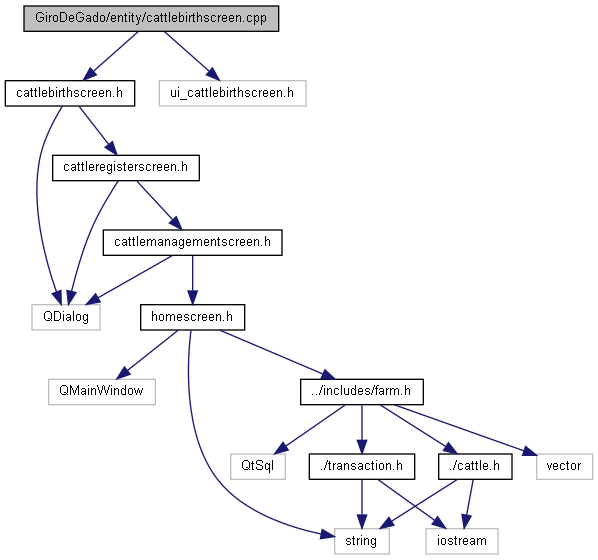 GiroDeGado/entity/cattlebirthscreen.cpp
cattlebirthscreen.h
ui_cattlebirthscreen.h
cattleregisterscreen.h
cattlemanagementscreen.h
QDialog
homescreen.h
QMainWindow
../includes/farm.h
QtSql
./transaction.h
./cattle.h
vector
string
iostream